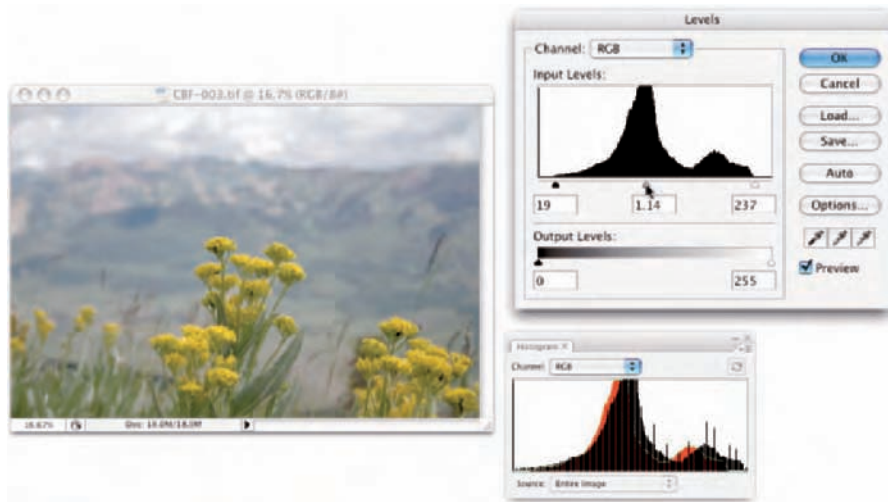 Levels
Channel: RGB
OK
Input Levels:
Cancel
Load...
Save...
Auto
19 1.14 237
Options...
Output Levels:
Preview
0 255
CBF-003.tif @ 16.7% (RGB/8#)
16.67% Doc: 18.0M/18.0M
Histogram X
Channel: RGB
Source: Entire Image